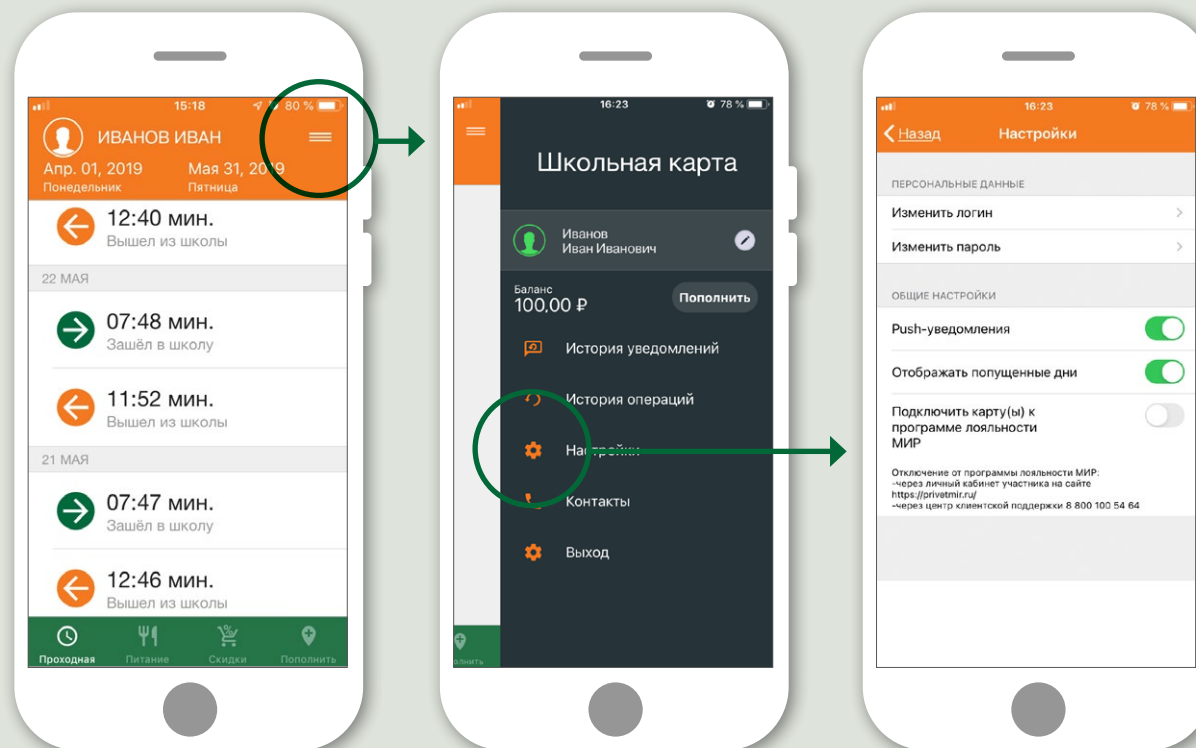 15:18
80 %
ИВАНОВ ИВАН
Апр. 01, 2019
Мая 31, 2019
Понедельник
Пятница
12:40 мин.
Вышел из школы
22 МАЯ
07:48 мин.
Зашёл в школу
11:52 мин.
Вышел из школы
21 МАЯ
07:47 мин.
Зашёл в школу
12:46 мин.
Вышел из школы
Проходная
Питание
Скидки
Пополнить
16:23
78 %
Школьная карта
Иванов
Иван Иванович
Баланс
100,00 ₽
Пополнить
История уведомлений
История операций
Настройки
Контакты
Выход
олнить
16:23
78 %
Назад
Настройки
ПЕРСОНАЛЬНЫЕ ДАННЫЕ
Изменить логин
Изменить пароль
ОБЩИЕ НАСТРОЙКИ
Push-уведомления
Отображать попущенные дни
Подключить карту(ы) к
программе лояльности
МИР
Отключение от программы лояльности МИР:
-через личный кабинет участника на сайте
https://privetmir.ru/
-через центр клиентской поддержки 8 800 100 54 64